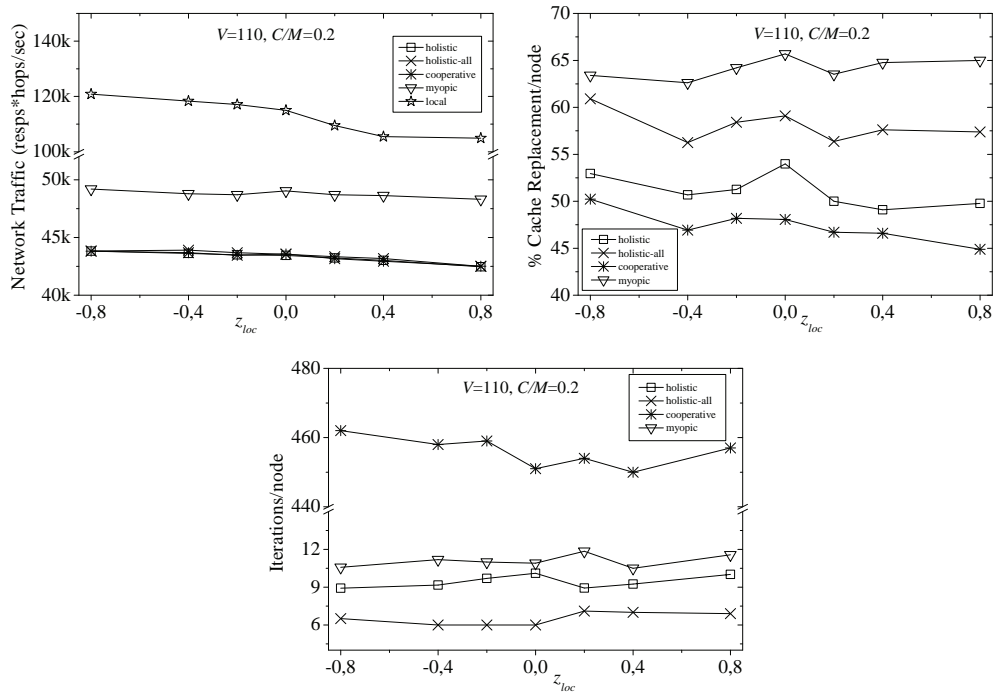 V=110, C/M=0.2
holistic
holistic-all
cooperative
myopic
local
Network Traffic (resps*hops/sec)
140k
120k
100k
50k
45k
40k
-0,8
-0,4
0,0
0,4
0,8
z_loc
V=110, C/M=0.2
holistic
holistic-all
cooperative
myopic
% Cache Replacement/node
70
65
60
55
50
45
40
-0,8
-0,4
0,0
0,4
0,8
z_loc
V=110, C/M=0.2
holistic
holistic-all
cooperative
myopic
Iterations/node
480
460
440
12
9
6
-0,8
-0,4
0,0
0,4
0,8
z_loc